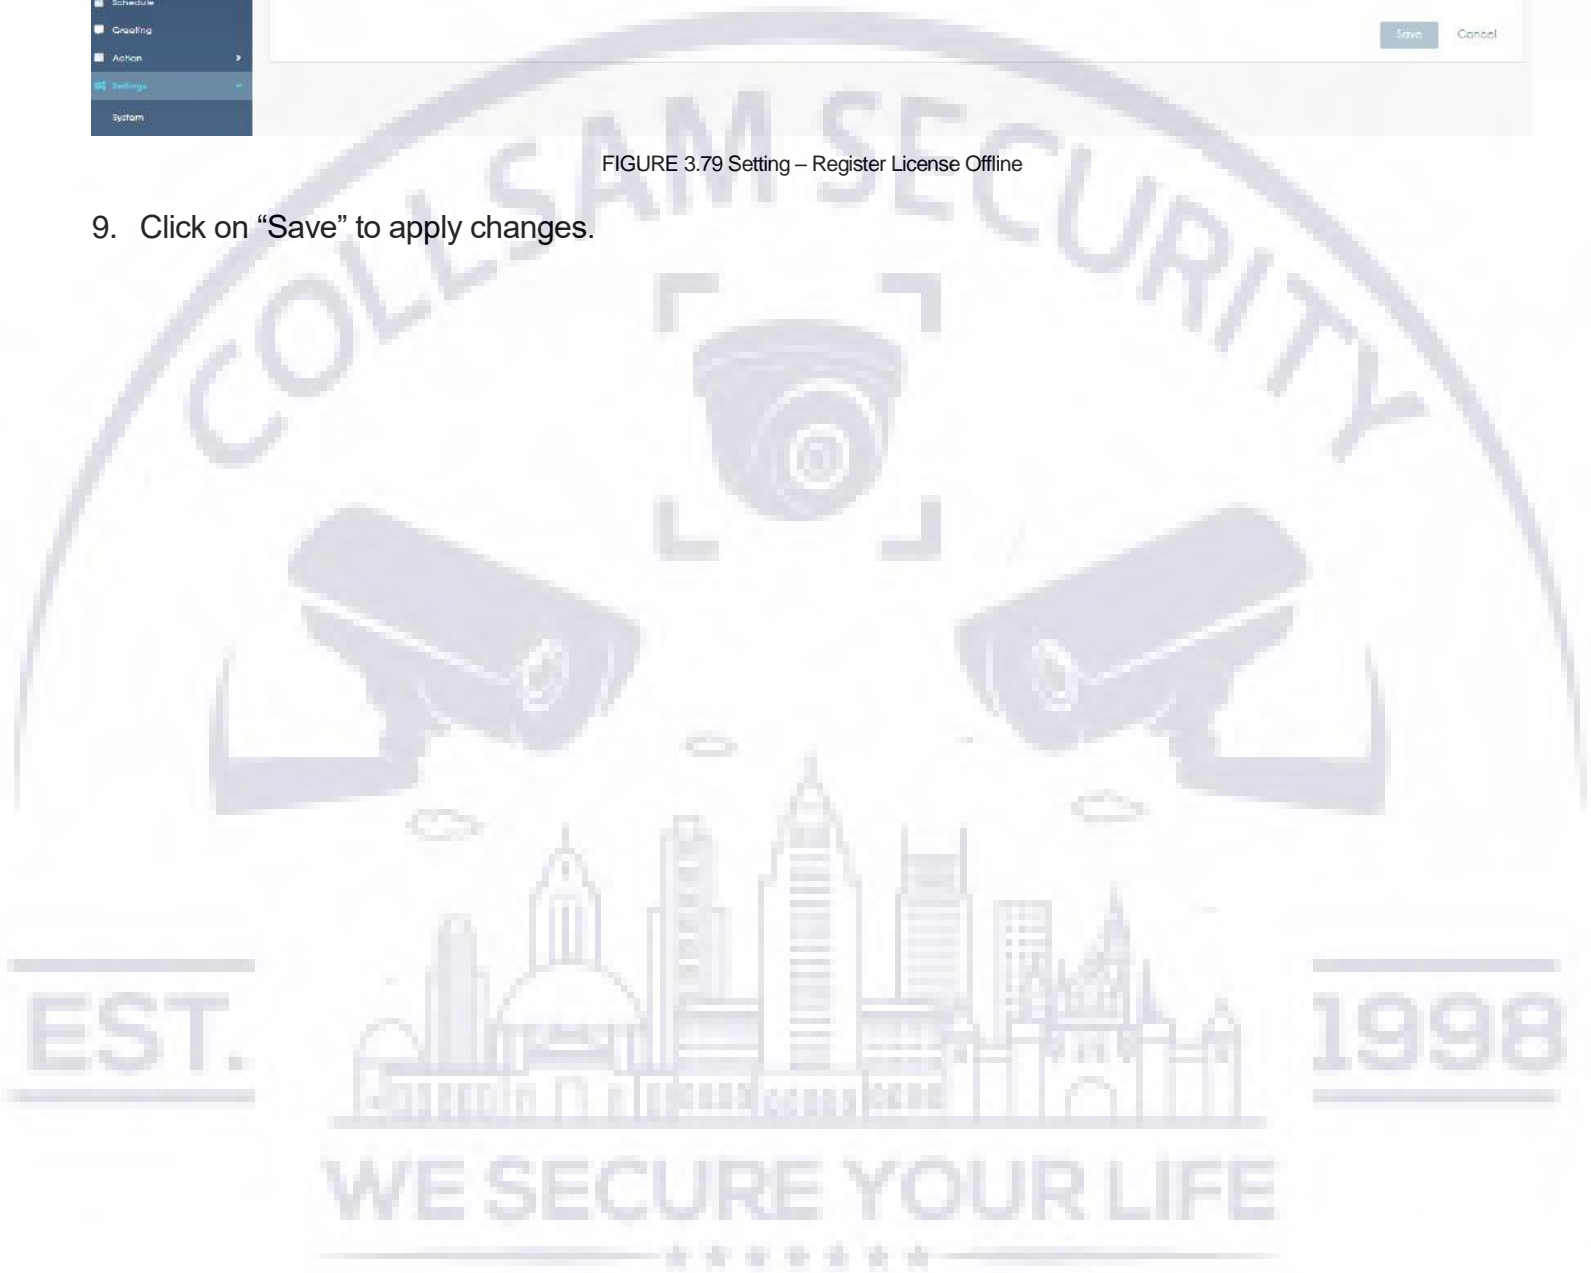 Schedule
Greeting
Save Cancel
Action
Settings
System
FIGURE 3.79 Setting – Register License Offline
9. Click on “Save” to apply changes.
COLLSAM SECURITY
EST.
1998
WE SECURE YOUR LIFE